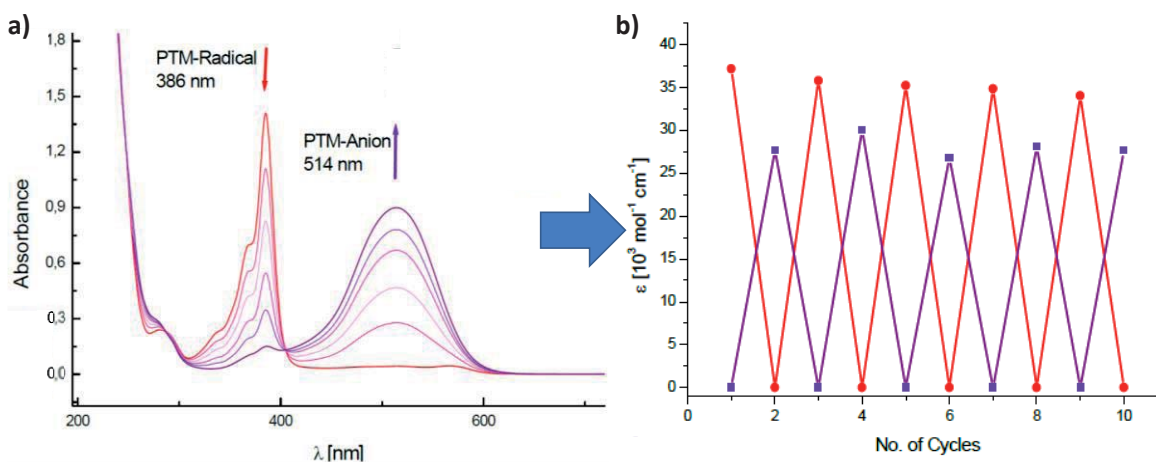 a)
PTM-Radical
386 nm
PTM-Anion
514 nm
1,8
1,5
1,2
0,9
0,6
0,3
0,0
Absorbance
200
400
600
λ [nm]
b)
40
35
30
25
20
15
10
5
0
ε [10³ mol⁻¹ cm⁻¹]
0
2
4
6
8
10
No. of Cycles